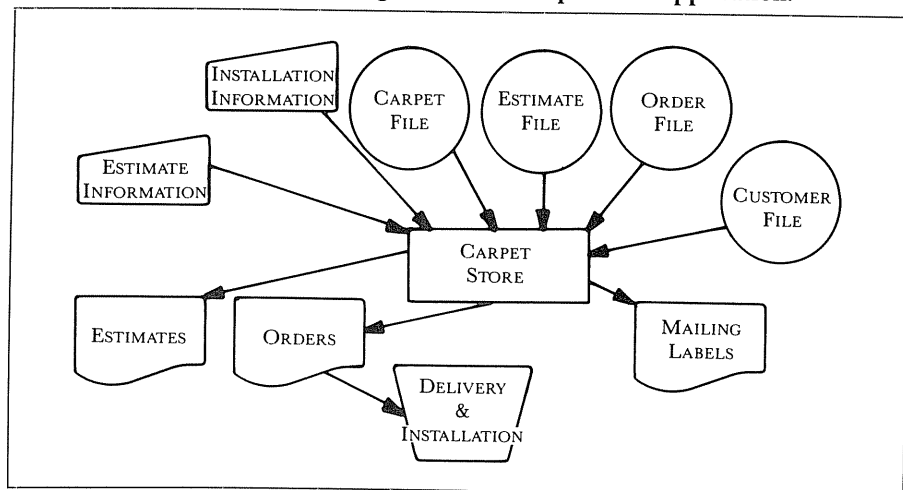 INSTALLATION
INFORMATION
CARPET
FILE
ESTIMATE
FILE
ORDER
FILE
ESTIMATE
INFORMATION
CUSTOMER
FILE
CARPET
STORE
ESTIMATES
ORDERS
MAILING
LABELS
DELIVERY
&
INSTALLATION